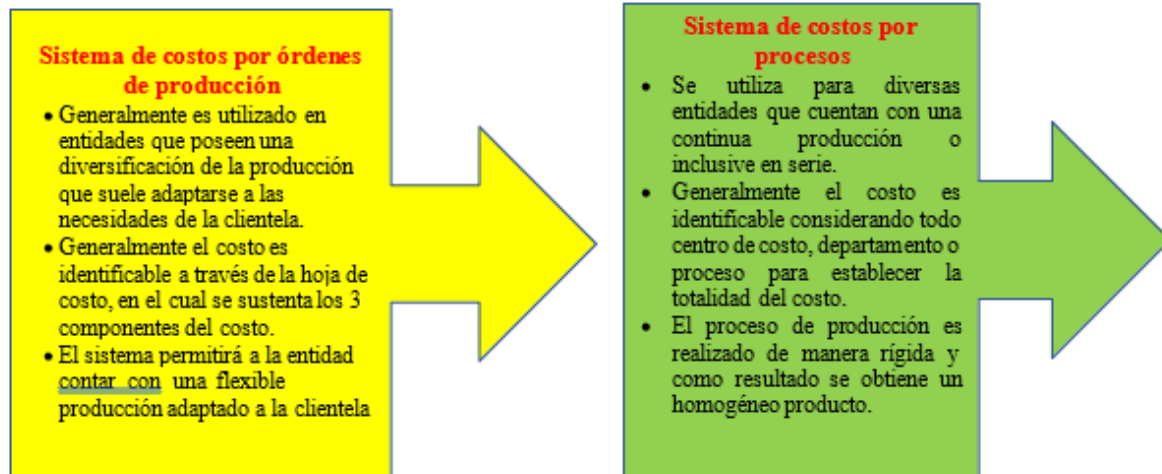 Sistema de costos por órdenes
de producción
• Generalmente es utilizado en
entidades que poseen una
diversificación de la producción
que suele adaptarse a las
necesidades de la clientela.
• Generalmente el costo es
identificable a través de la hoja de
costo, en el cual se sustenta los 3
componentes del costo.
• El sistema permitirá a la entidad
contar con una flexible
producción adaptado a la clientela
Sistema de costos por
procesos
• Se utiliza para diversas
entidades que cuentan con una
continua producción o
inclusive en serie.
• Generalmente el costo es
identificable considerando todo
centro de costo, departamento o
proceso para establecer la
totalidad del costo.
• El proceso de producción es
realizado de manera rígida y
como resultado se obtiene un
homogéneo producto.